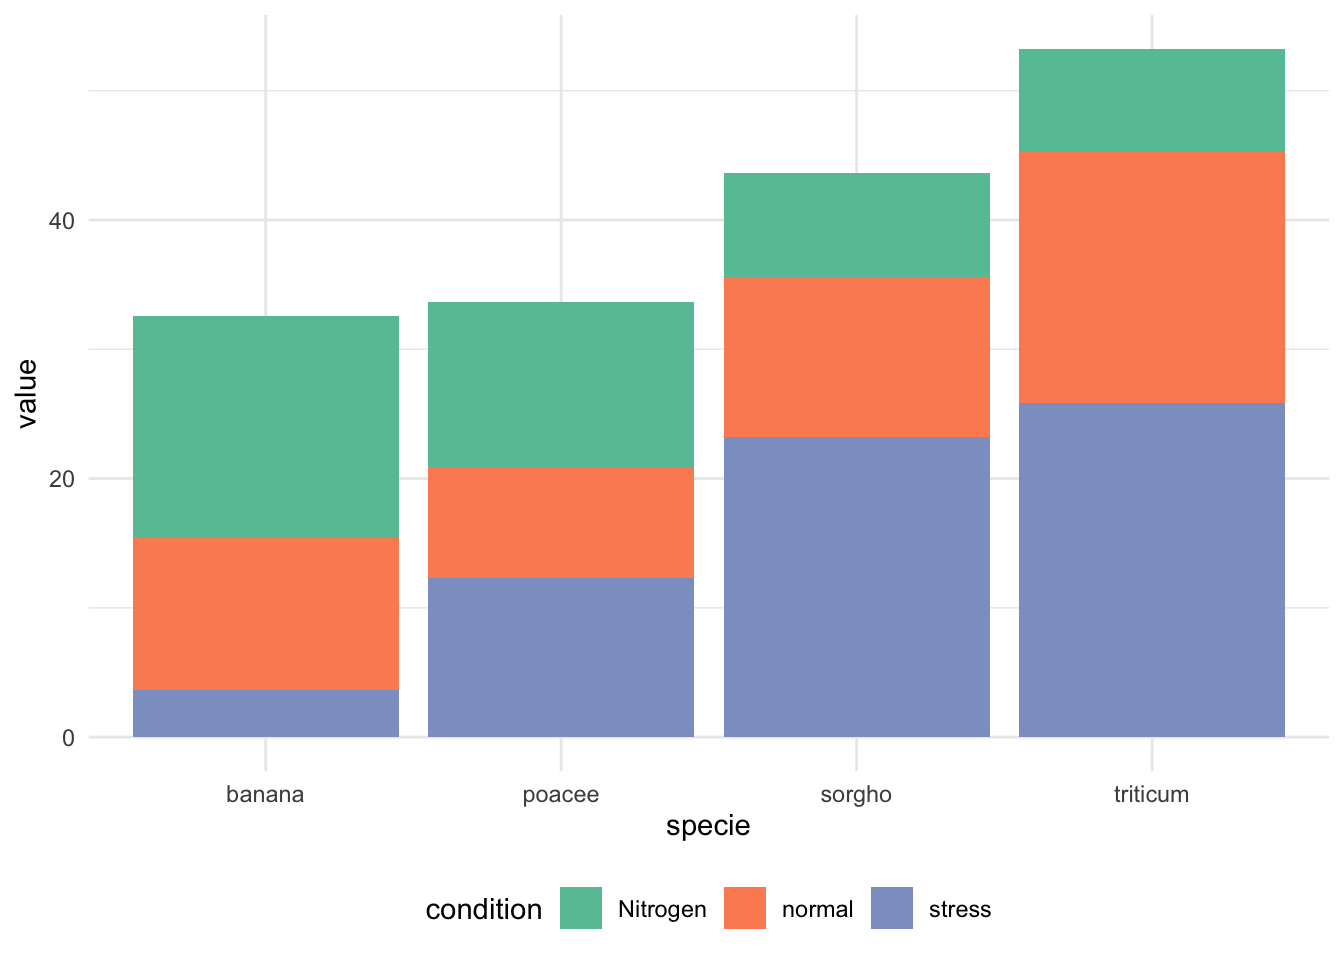 value
40
20
0
banana poacee sorgho triticum
specie
condition Nitrogen normal stress